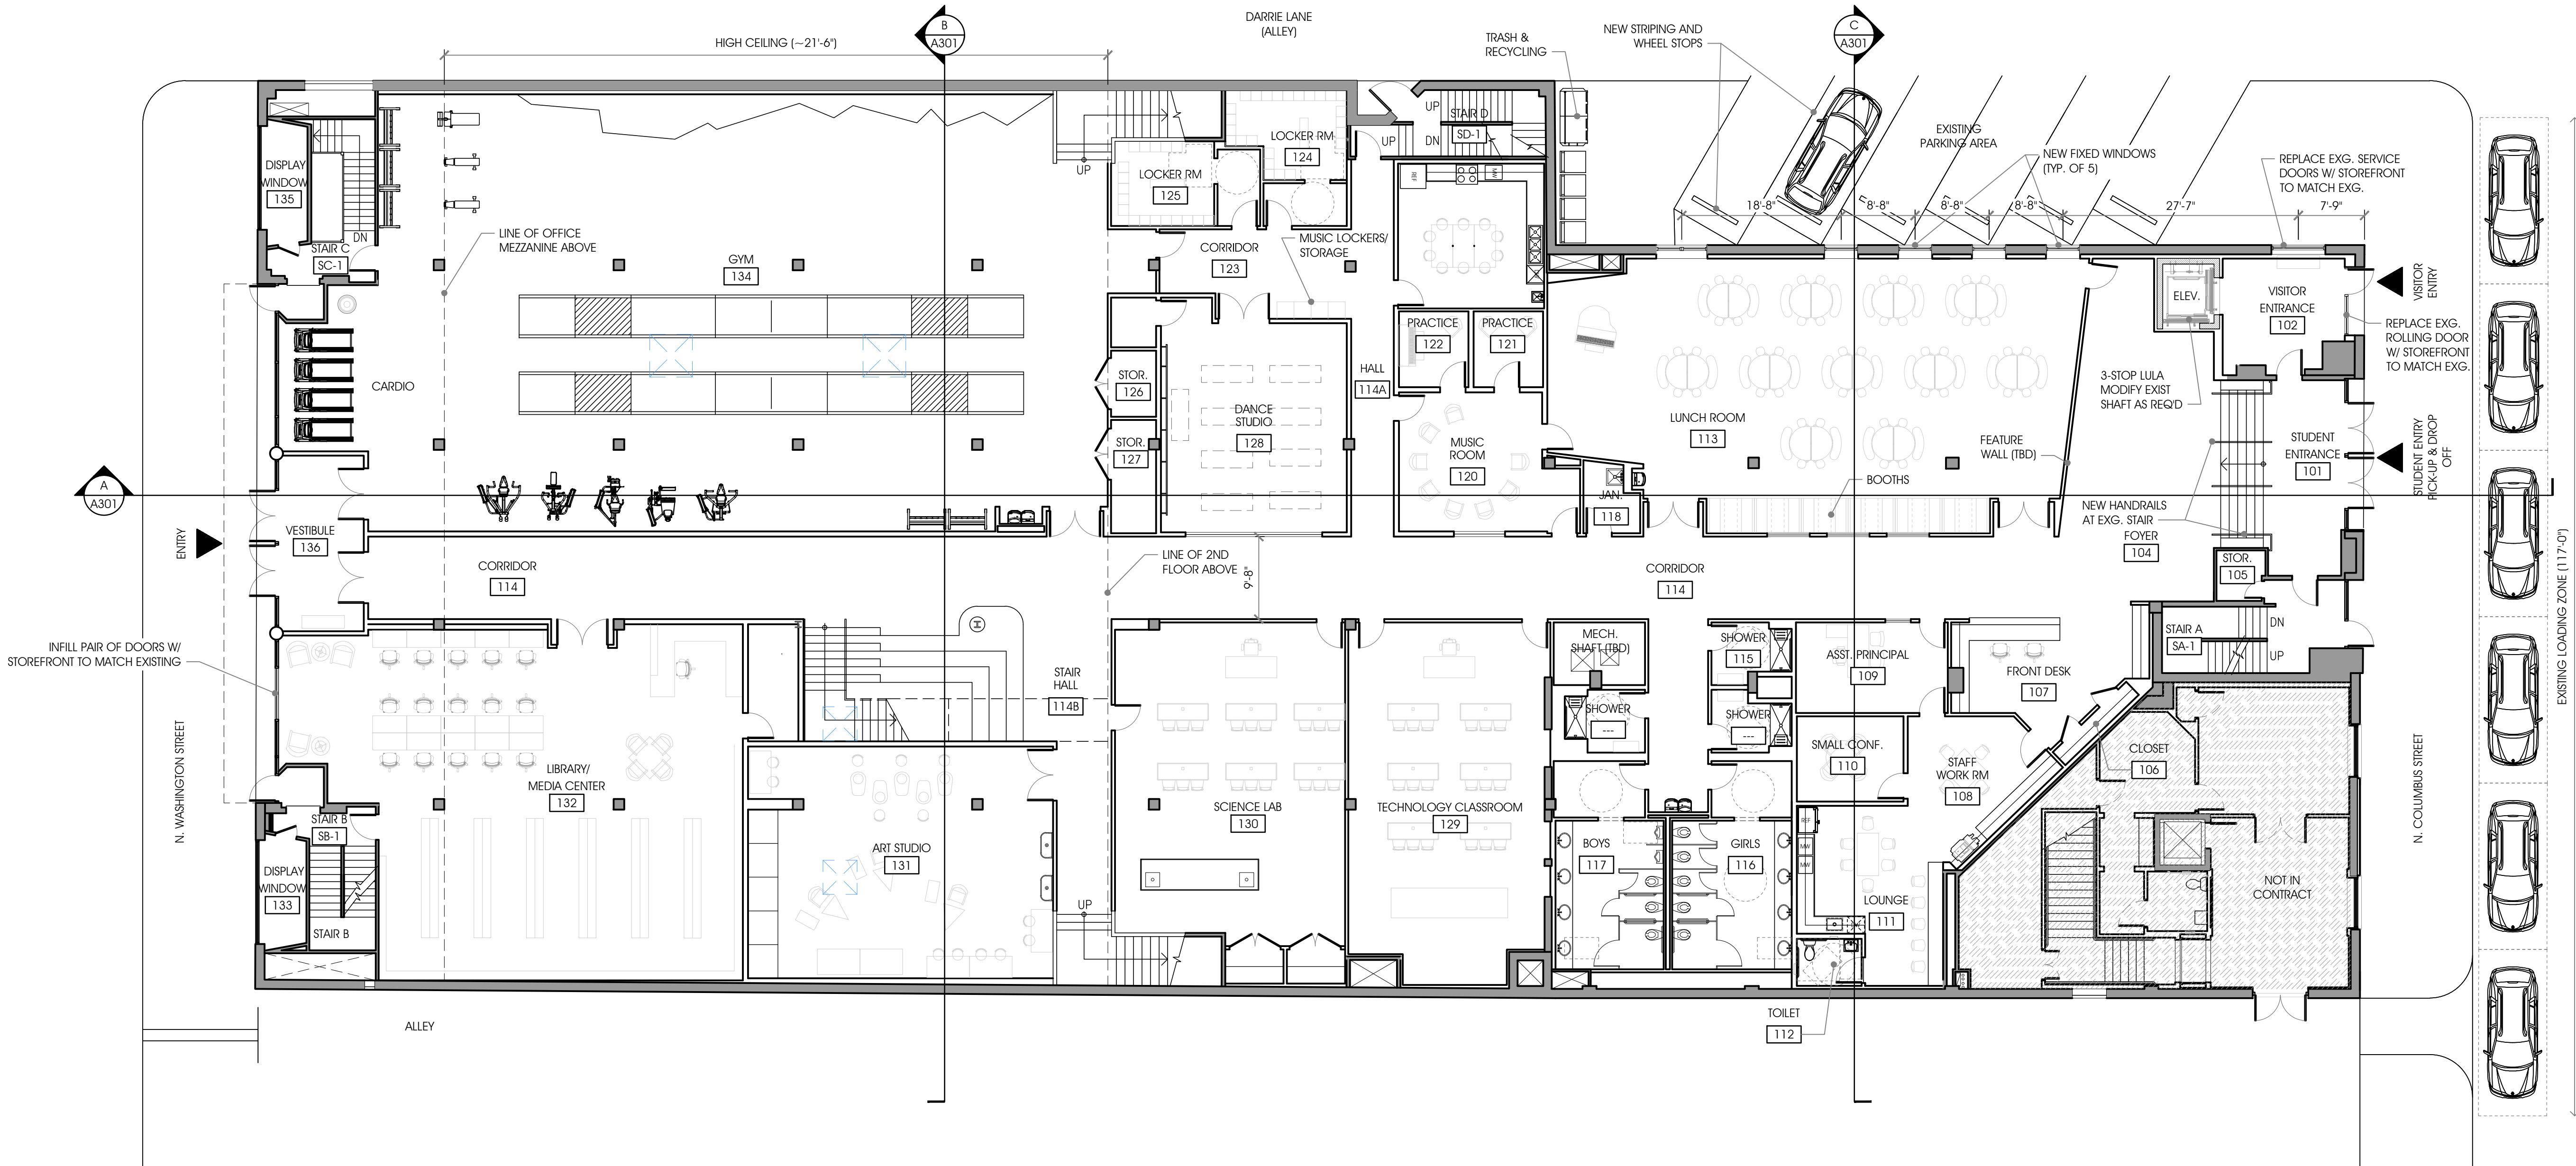 DARRIE LANE
(ALLEY)
HIGH CEILING (~21'-6")
B
A301
C
A301
TRASH &
RECYCLING
NEW STRIPING AND
WHEEL STOPS
EXISTING
PARKING AREA
NEW FIXED WINDOWS
(TYP. OF 5)
REPLACE EXG. SERVICE
DOORS W/ STOREFRONT
TO MATCH EXG.
18'-8"
8'-8"
8'-8"
8'-8"
27'-7"
7'-9"
DISPLAY
WINDOW
135
DN
STAIR C
SC-1
LINE OF OFFICE
MEZZANINE ABOVE
GYM
134
CARDIO
UP
LOCKER RM
124
LOCKER RM
125
CORRIDOR
123
MUSIC LOCKERS/
STORAGE
UP
UP
DN
STAIR D
SD-1
REF
MW
PRACTICE
122
PRACTICE
121
HALL
114A
STOR.
126
STOR.
127
DANCE
STUDIO
128
MUSIC
ROOM
120
JAN.
118
LUNCH ROOM
113
FEATURE
WALL (TBD)
BOOTHS
ELEV.
3-STOP LULA
MODIFY EXIST
SHAFT AS REQ'D
VISITOR
ENTRANCE
102
VISITOR
ENTRY
REPLACE EXG.
ROLLING DOOR
W/ STOREFRONT
TO MATCH EXG.
STUDENT
ENTRANCE
101
STUDENT ENTRY
PICK-UP & DROP
OFF
NEW HANDRAILS
AT EXG. STAIR
FOYER
104
STOR.
105
STAIR A
SA-1
DN
UP
A
A301
ENTRY
VESTIBULE
136
CORRIDOR
114
LINE OF 2ND
FLOOR ABOVE
9'-8"
CORRIDOR
114
INFILL PAIR OF DOORS W/
STOREFRONT TO MATCH EXISTING
N. WASHINGTON STREET
LIBRARY/
MEDIA CENTER
132
H
STAIR
HALL
114B
STAIR B
SB-1
DISPLAY
WINDOW
133
STAIR B
ART STUDIO
131
UP
SCIENCE LAB
130
TECHNOLOGY CLASSROOM
129
MECH.
SHAFT (TBD)
SHOWER
---
SHOWER
115
SHOWER
---
BOYS
117
GIRLS
116
ASST. PRINCIPAL
109
SMALL CONF.
110
FRONT DESK
107
STAFF
WORK RM
108
REF
MW
MW
LOUNGE
111
TOILET
112
CLOSET
106
NOT IN
CONTRACT
N. COLUMBUS STREET
EXISTING LOADING ZONE (117'-0")
ALLEY